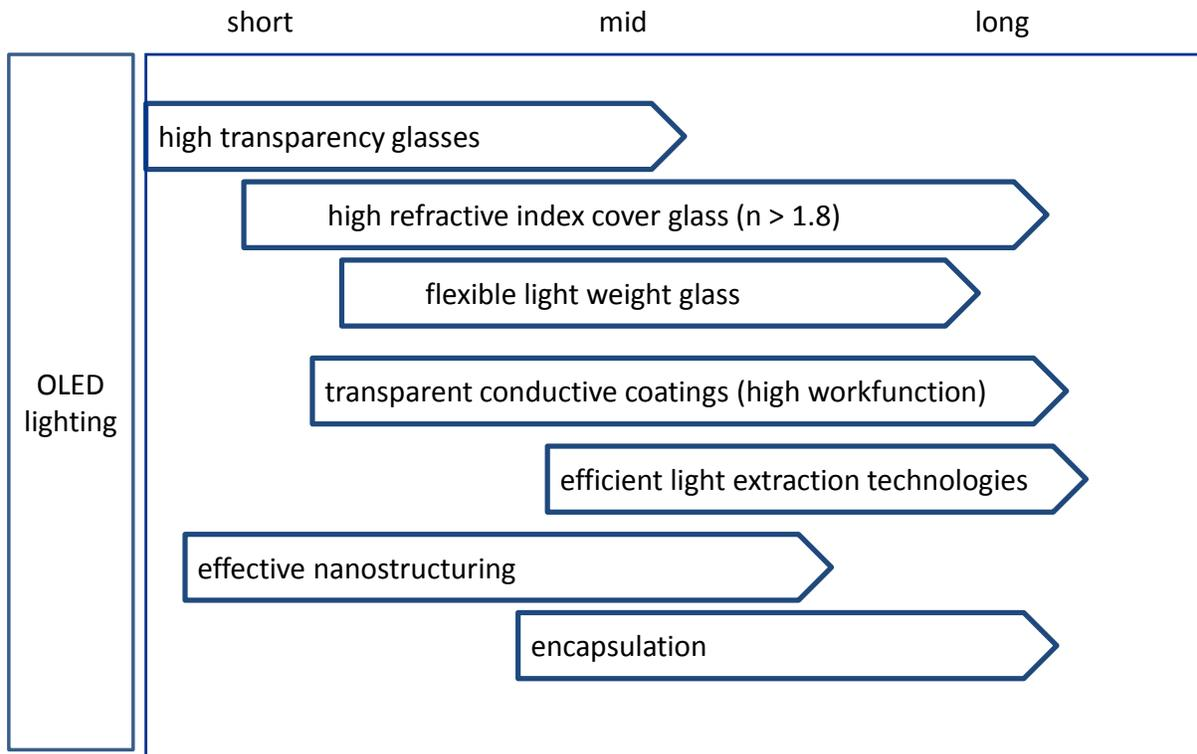 short mid long
high transparency glasses
high refractive index cover glass (n > 1.8)
flexible light weight glass
OLED
lighting
transparent conductive coatings (high workfunction)
efficient light extraction technologies
effective nanostructuring
encapsulation